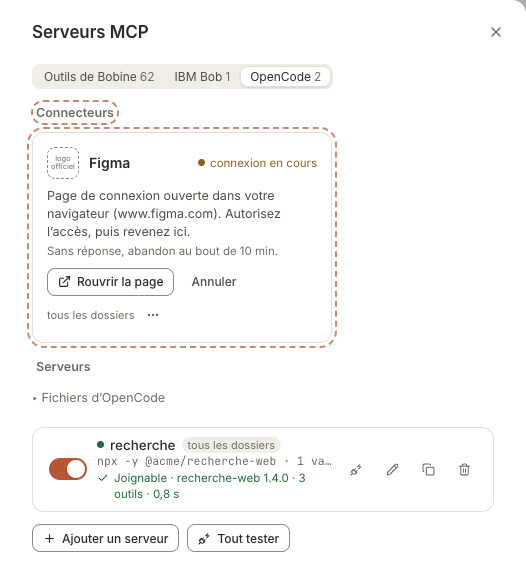 Serveurs MCP
Outils de Bobine 62 IBM Bob 1 OpenCode 2
Connecteurs
logo
officiel
Figma
connexion en cours
Page de connexion ouverte dans votre
navigateur (www.figma.com). Autorisez
l’accès, puis revenez ici.
Sans réponse, abandon au bout de 10 min.
Rouvrir la page Annuler
tous les dossiers ···
Serveurs
▸ Fichiers d’OpenCode
recherche tous les dossiers
npx -y @acme/recherche-web · 1 va…
Joignable · recherche-web 1.4.0 · 3
outils · 0,8 s
+ Ajouter un serveur Tout tester